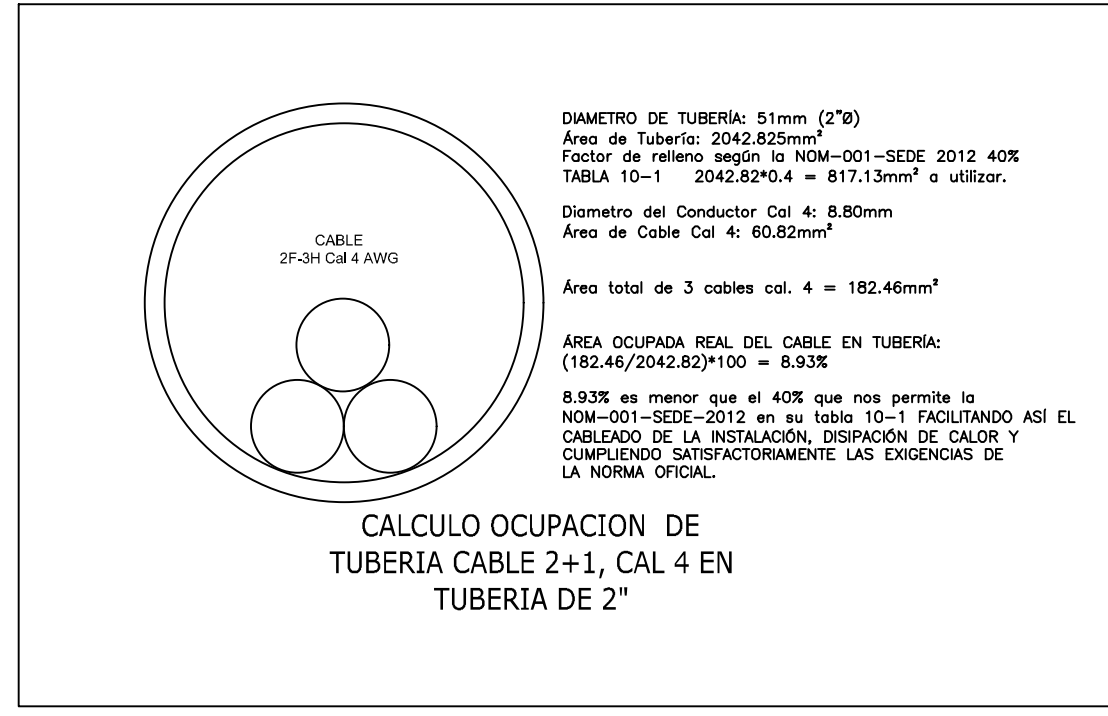 CABLE
2F-3H Cal 4 AWG
DIAMETRO DE TUBERÍA: 51mm (2"Ø)
Área de Tubería: 2042.825mm²
Factor de relleno según la NOM-001-SEDE 2012 40%
TABLA 10-1 2042.82*0.4 = 817.13mm² a utilizar.
Diametro del Conductor Cal 4: 8.80mm
Área de Cable Cal 4: 60.82mm²
Área total de 3 cables cal. 4 = 182.46mm²
ÁREA OCUPADA REAL DEL CABLE EN TUBERÍA:
(182.46/2042.82)*100 = 8.93%
8.93% es menor que el 40% que nos permite la
NOM-001-SEDE-2012 en su tabla 10-1 FACILITANDO ASÍ EL
CABLEADO DE LA INSTALACIÓN, DISIPACIÓN DE CALOR Y
CUMPLIENDO SATISFACTORIAMENTE LAS EXIGENCIAS DE
LA NORMA OFICIAL.
CALCULO OCUPACION DE
TUBERIA CABLE 2+1, CAL 4 EN
TUBERIA DE 2"